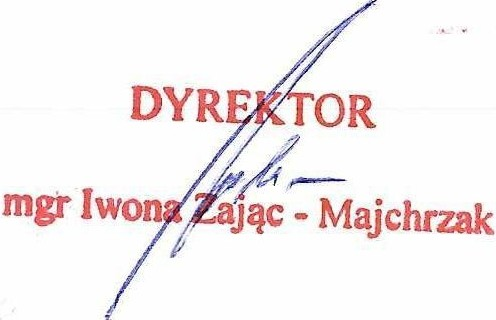 DYREKTOR
mgr Iwona Zając - Majchrzak